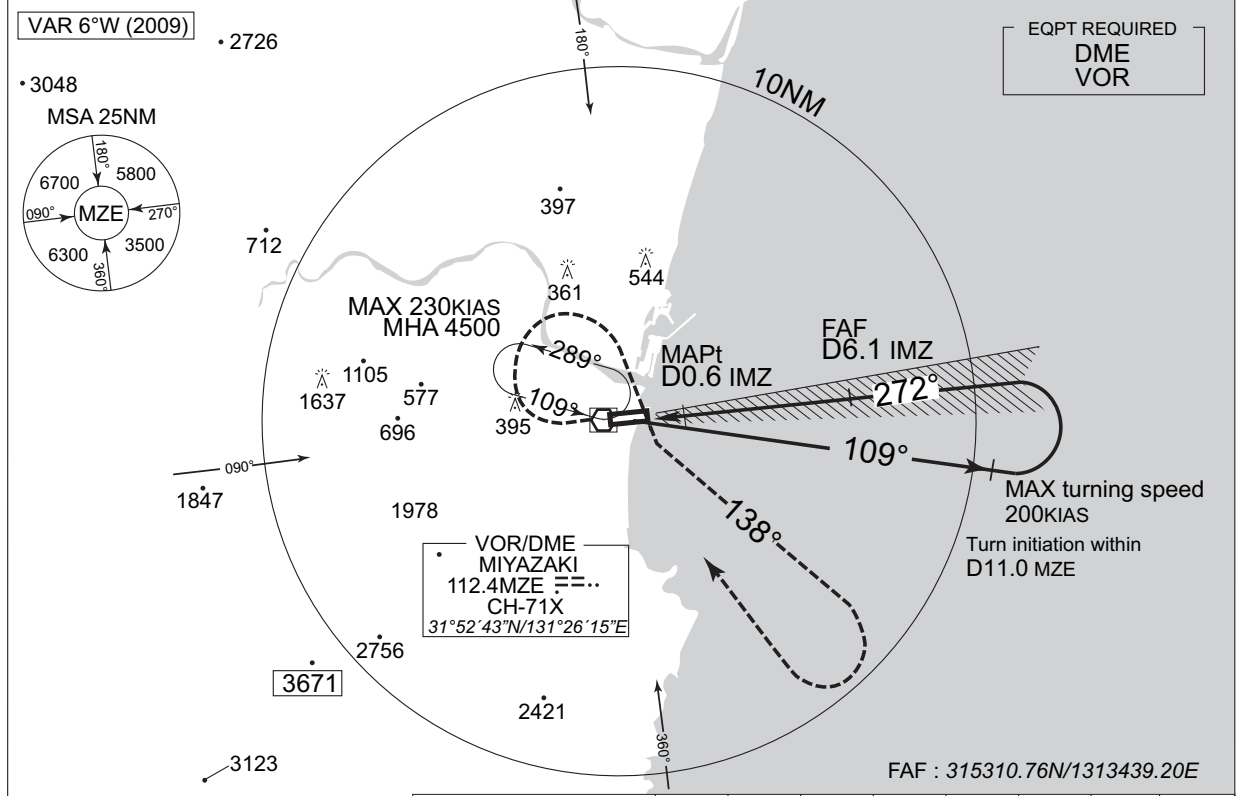 VAR 6°W (2009)
2726
180°
EQPT REQUIRED
DME
VOR
3048
10NM
MSA 25NM
180°
6700
5800
090°
MZE
270°
6300
3500
360°
397
712
361
544
MAX 230KIAS
MHA 4500
289°
109°
MAPt
D0.6 IMZ
FAF
D6.1 IMZ
272°
1105
1637
577
696
395
109°
090°
1847
MAX turning speed
200KIAS
Turn initiation within
D11.0 MZE
1978
138°
VOR/DME
MIYAZAKI
112.4MZE
CH-71X
31°52´43”N/131°26´15”E
2756
3671
2421
360°
3123
FAF : 315310.76N/1313439.20E